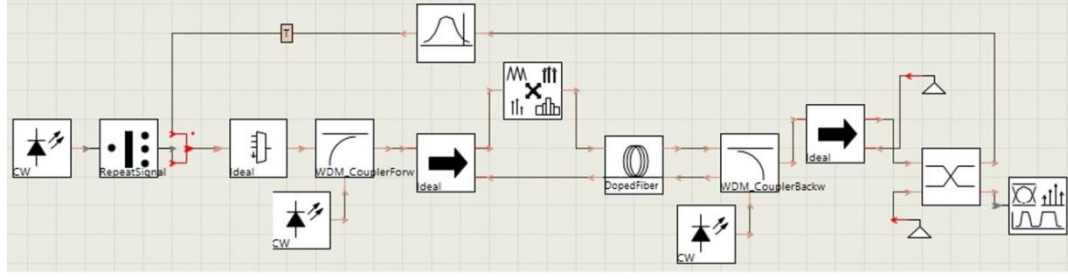 T
CW
RepeatSignal
Ideal
WDM_CouplerForw
Ideal
DopedFiber
WDM_CouplerBackw
Ideal
CW
CW